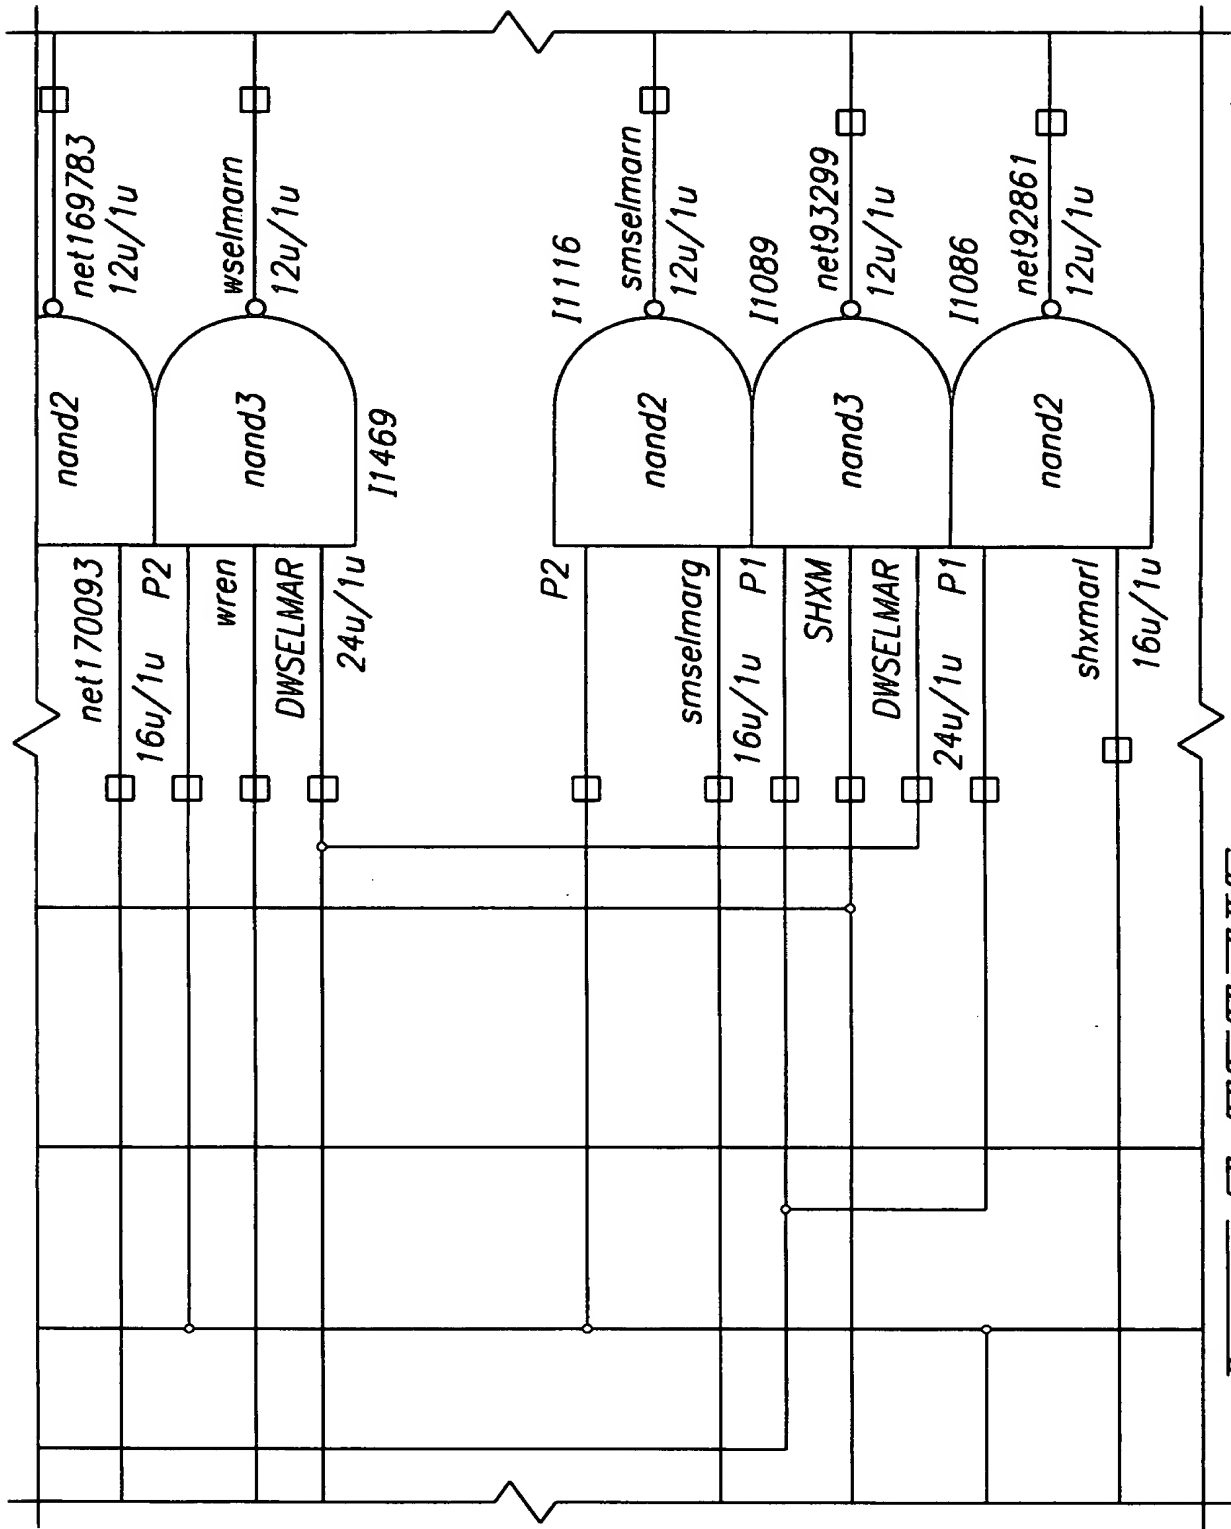 net169783
12u/1u
nand2
net170093
16u/1u P2
wselmarn
12u/1u
nand3
I1469
wren
DWSELMAR
24u/1u
I1116
smselmarn
12u/1u
nand2
P2
smselmarg
16u/1u P1
I1089
net93299
12u/1u
nand3
SHXM
DWSELMAR
24u/1u P1
I1086
net92861
12u/1u
nand2
shxmarl
16u/1u